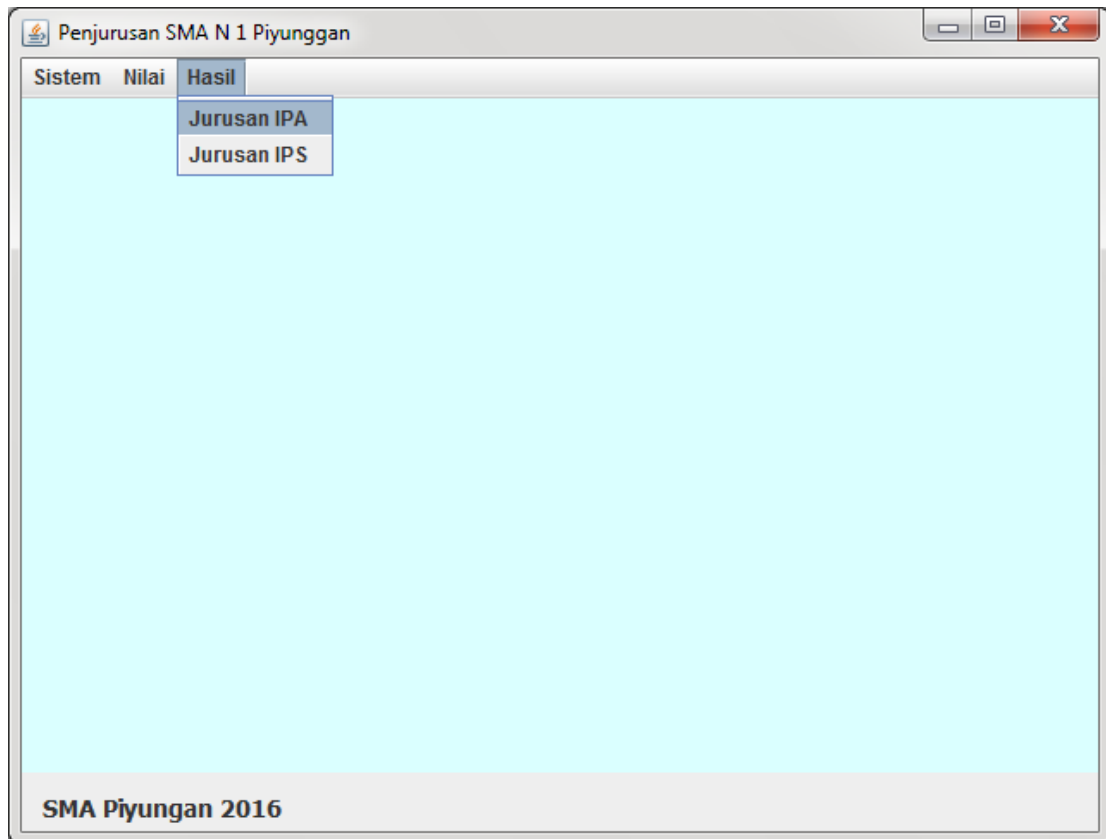 Penjurusan SMA N 1 Piyunggan
Sistem Nilai Hasil
Jurusan IPA
Jurusan IPS
SMA Piyungan 2016